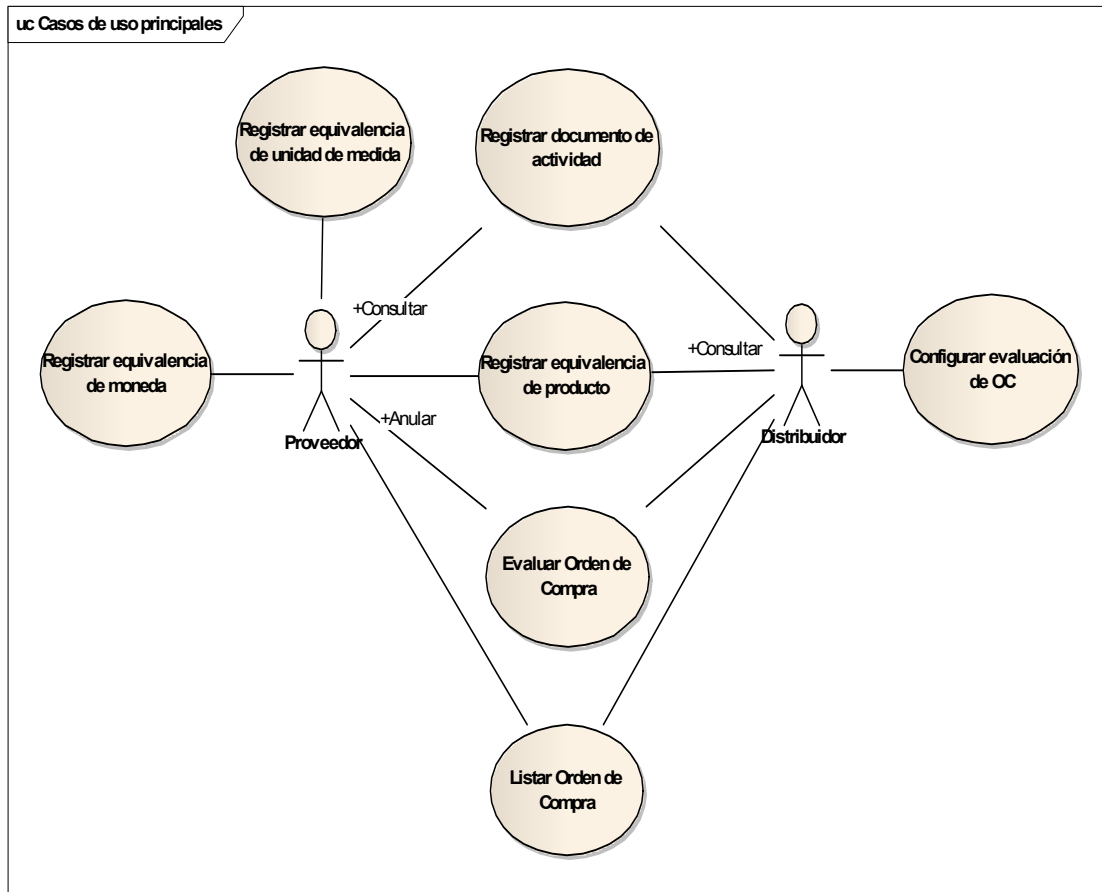 uc Casos de uso principales
Registrar equivalencia
de unidad de medida
Registrar documento de
actividad
+Consultar
Registrar equivalencia
de moneda
Proveedor
Registrar equivalencia
de producto
+Consultar
Distribuidor
Configurar evaluación
de OC
+Anular
Evaluar Orden de
Compra
Listar Orden de
Compra